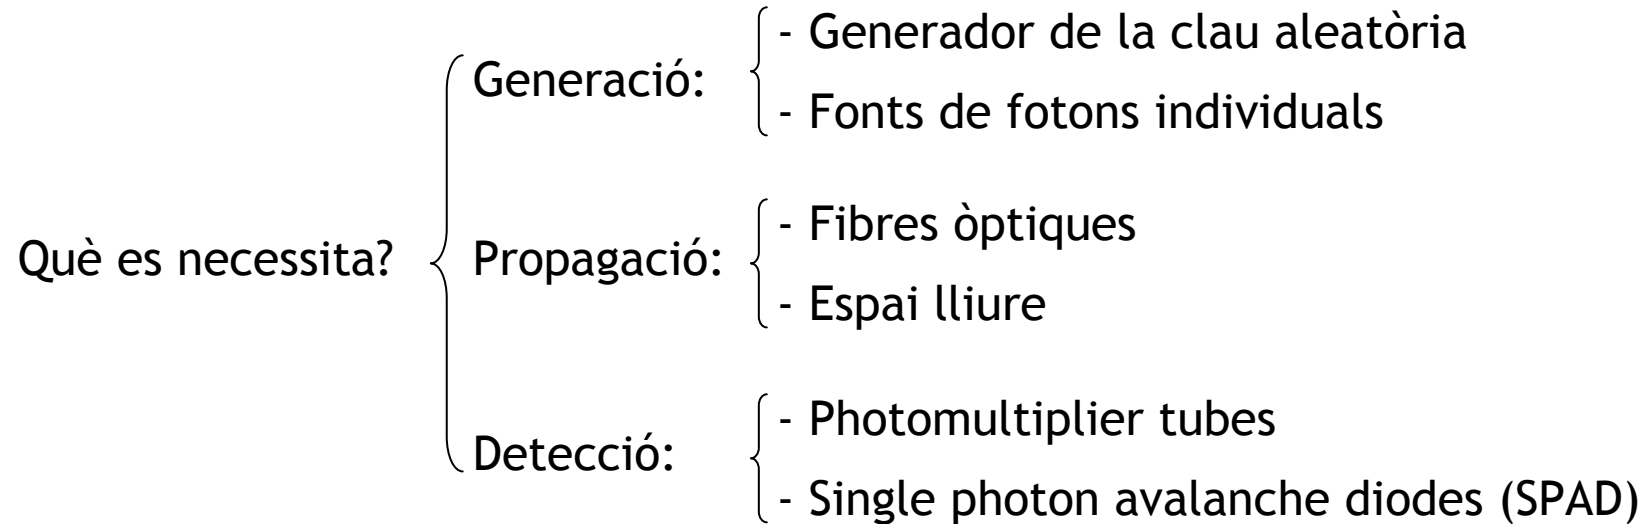 Què es necessita?
Generació:
- Generador de la clau aleatòria
- Fonts de fotons individuals
Propagació:
- Fibres òptiques
- Espai lliure
Detecció:
- Photomultiplier tubes
- Single photon avalanche diodes (SPAD)